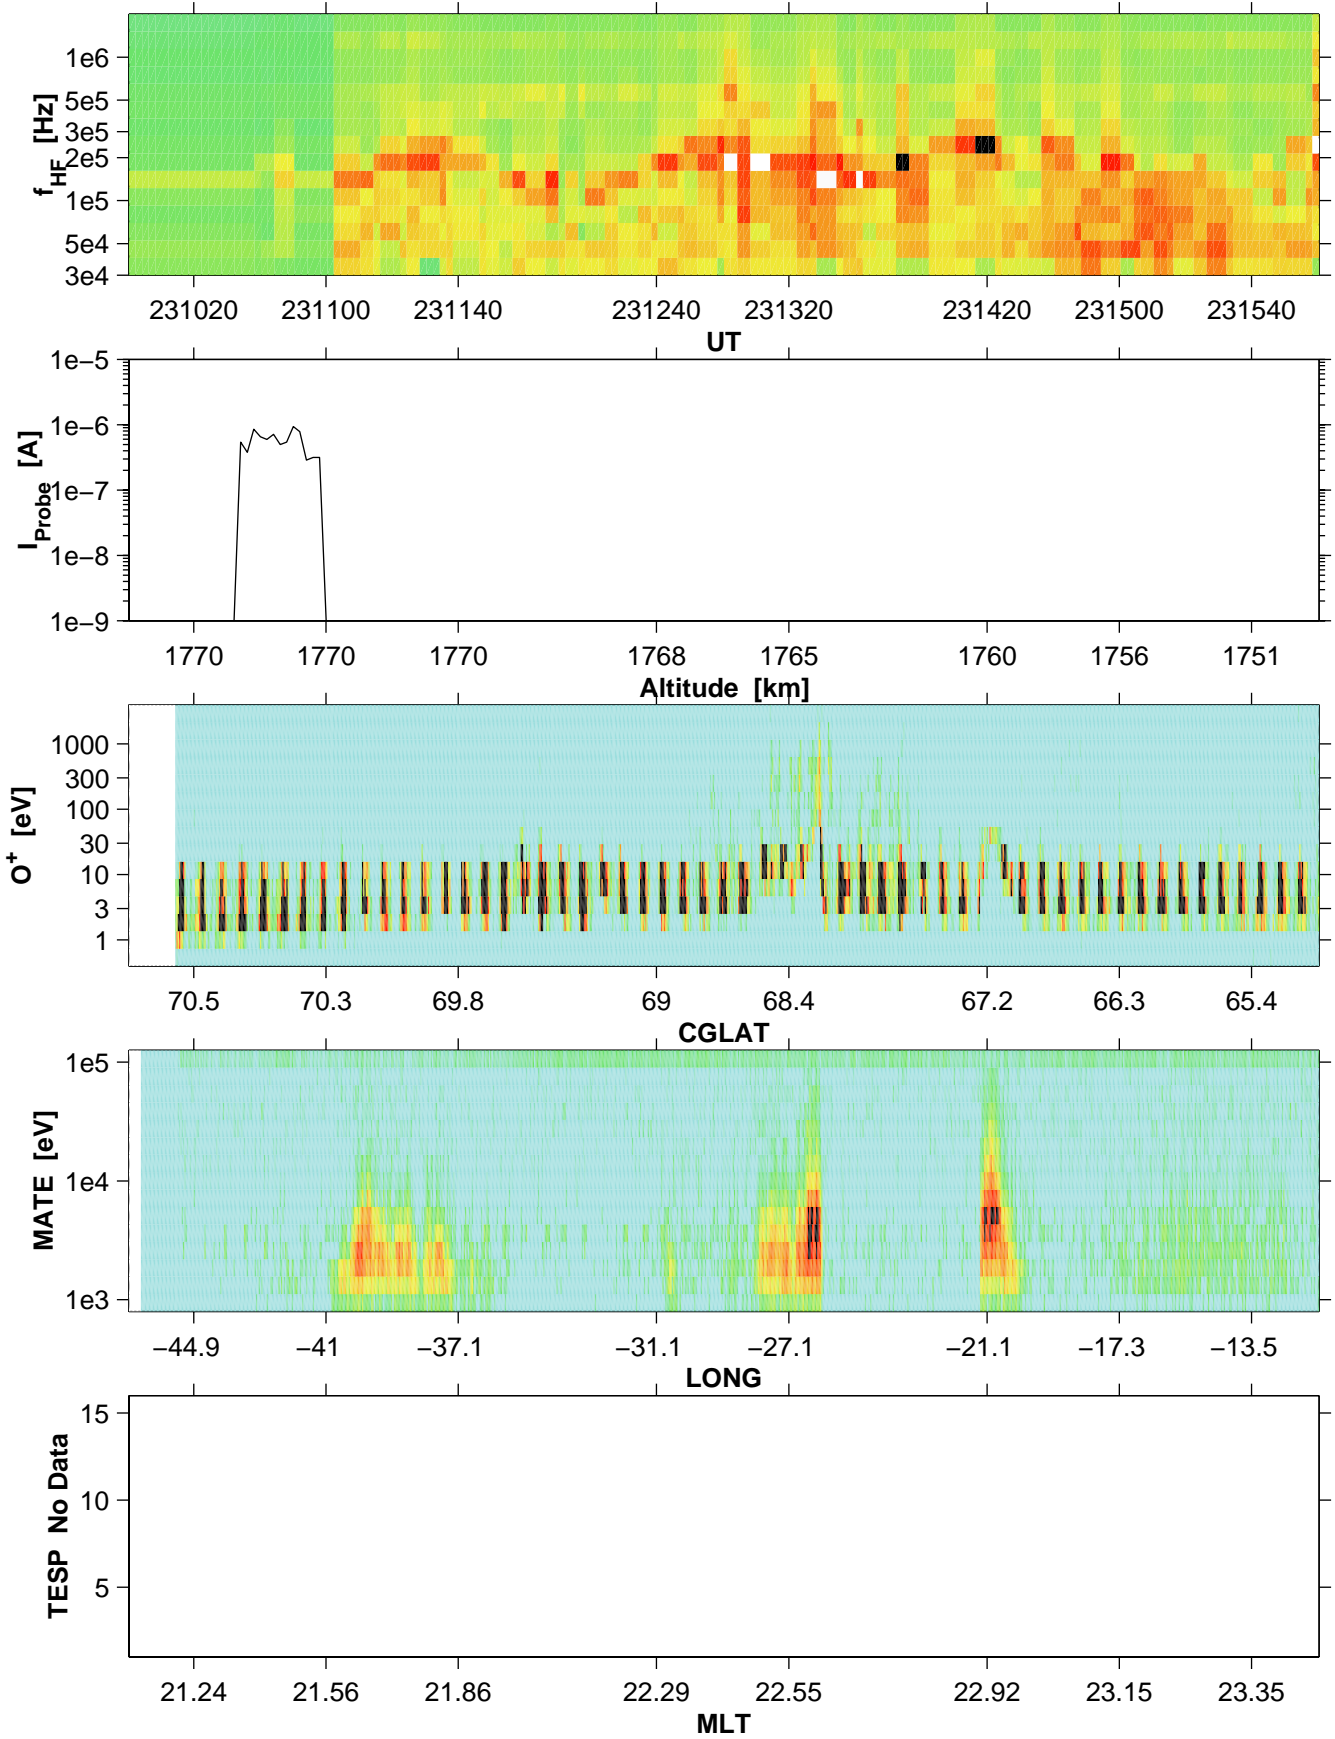 1e6
5e5
3e5
2e5
1e5
5e4
3e4
f_HF [Hz]
231020 231100 231140 231240 231320 231420 231500 231540
UT
1e−5
1e−6
1e−7
1e−8
1e−9
I_Probe [A]
1770 1770 1770 1768 1765 1760 1756 1751
Altitude [km]
1000
300
100
30
10
3
1
O⁺ [eV]
70.5 70.3 69.8 69 68.4 67.2 66.3 65.4
CGLAT
1e5
1e4
1e3
MATE [eV]
−44.9 −41 −37.1 −31.1 −27.1 −21.1 −17.3 −13.5
LONG
15
10
5
TESP No Data
21.24 21.56 21.86 22.29 22.55 22.92 23.15 23.35
MLT